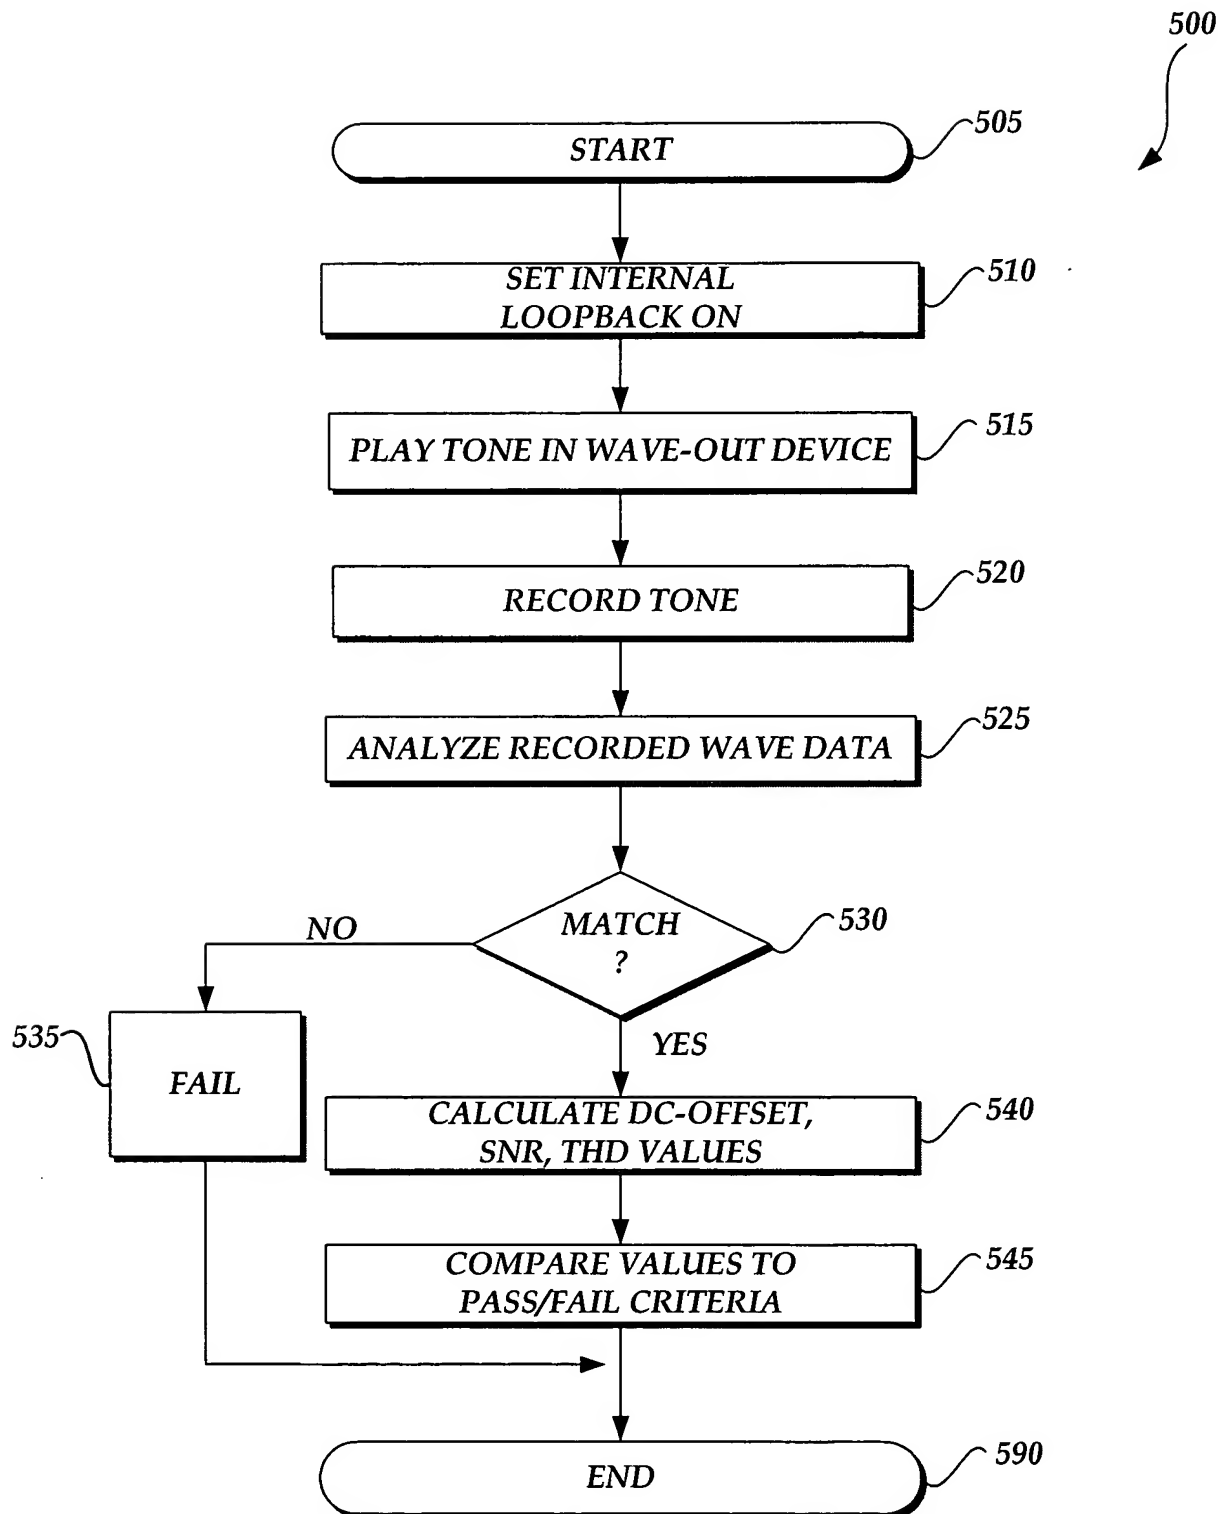 500
START
505
SET INTERNAL
LOOPBACK ON
510
PLAY TONE IN WAVE-OUT DEVICE
515
RECORD TONE
520
ANALYZE RECORDED WAVE DATA
525
MATCH
?
530
NO
YES
535
FAIL
CALCULATE DC-OFFSET,
SNR, THD VALUES
540
COMPARE VALUES TO
PASS/FAIL CRITERIA
545
END
590